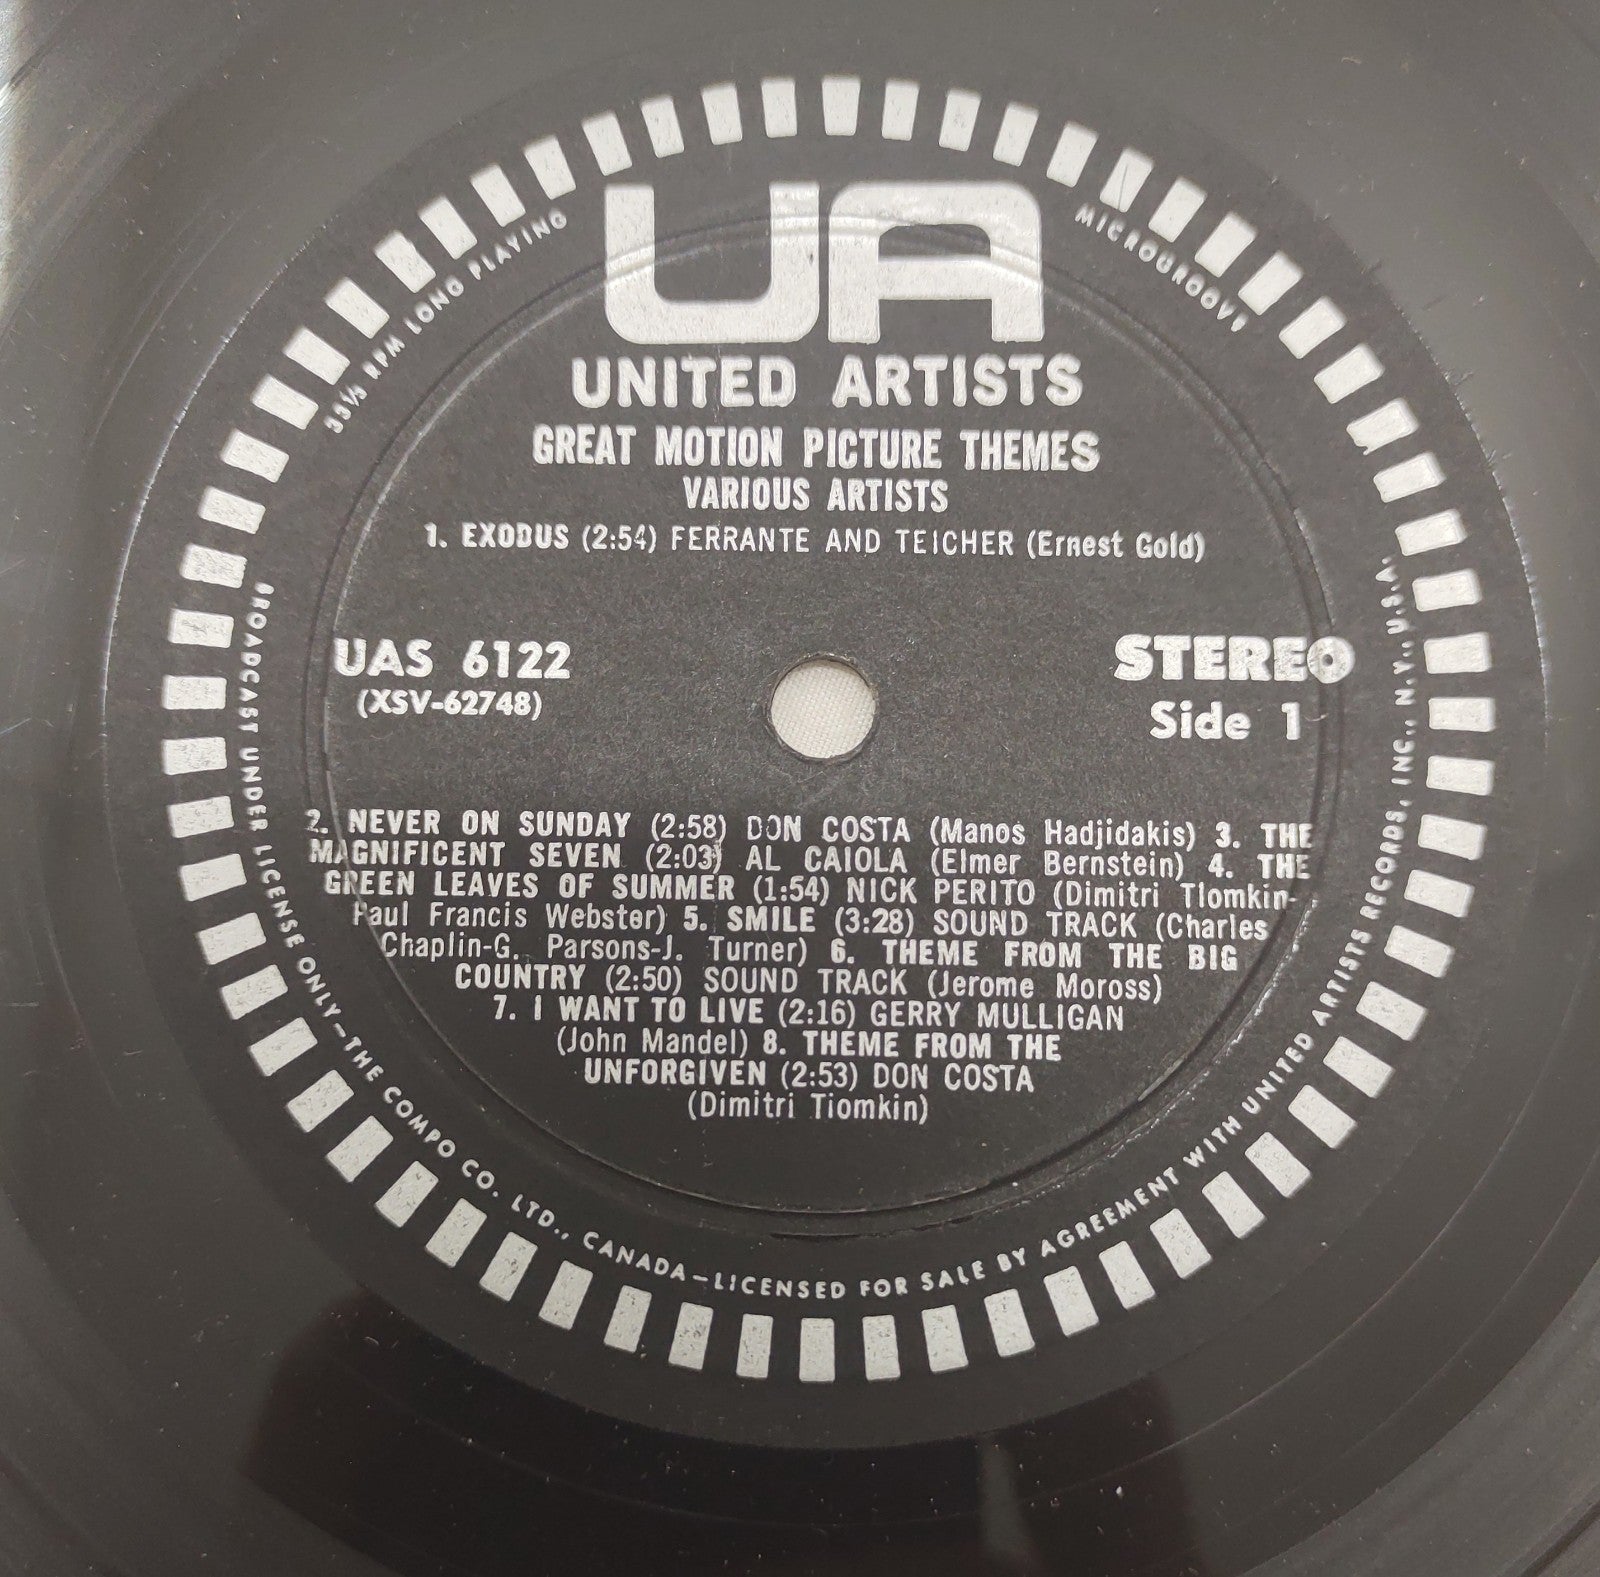 UA
33⅓ RPM LONG PLAYING
MICROGROOVE
UNITED ARTISTS
GREAT MOTION PICTURE THEMES
VARIOUS ARTISTS
1. EXODUS (2:54) FERRANTE AND TEICHER (Ernest Gold)
UAS 6122
(XSV-62748)
STEREO
Side 1
2. NEVER ON SUNDAY (2:58) DON COSTA (Manos Hadjidakis) 3. THE
MAGNIFICENT SEVEN (2:03) AL CAIOLA (Elmer Bernstein) 4. THE
GREEN LEAVES OF SUMMER (1:54) NICK PERITO (Dimitri Tlomkin-
Paul Francis Webster) 5. SMILE (3:28) SOUND TRACK (Charles
Chaplin-G. Parsons-J. Turner) 6. THEME FROM THE BIG
COUNTRY (2:50) SOUND TRACK (Jerome Moross)
7. I WANT TO LIVE (2:16) GERRY MULLIGAN
(John Mandel) 8. THEME FROM THE
UNFORGIVEN (2:53) DON COSTA
(Dimitri Tiomkin)
BROADCAST UNDER LICENSE ONLY—THE COMPO CO. LTD., CANADA—LICENSED FOR SALE BY AGREEMENT WITH UNITED ARTISTS RECORDS, INC., N.Y., U.S.A.